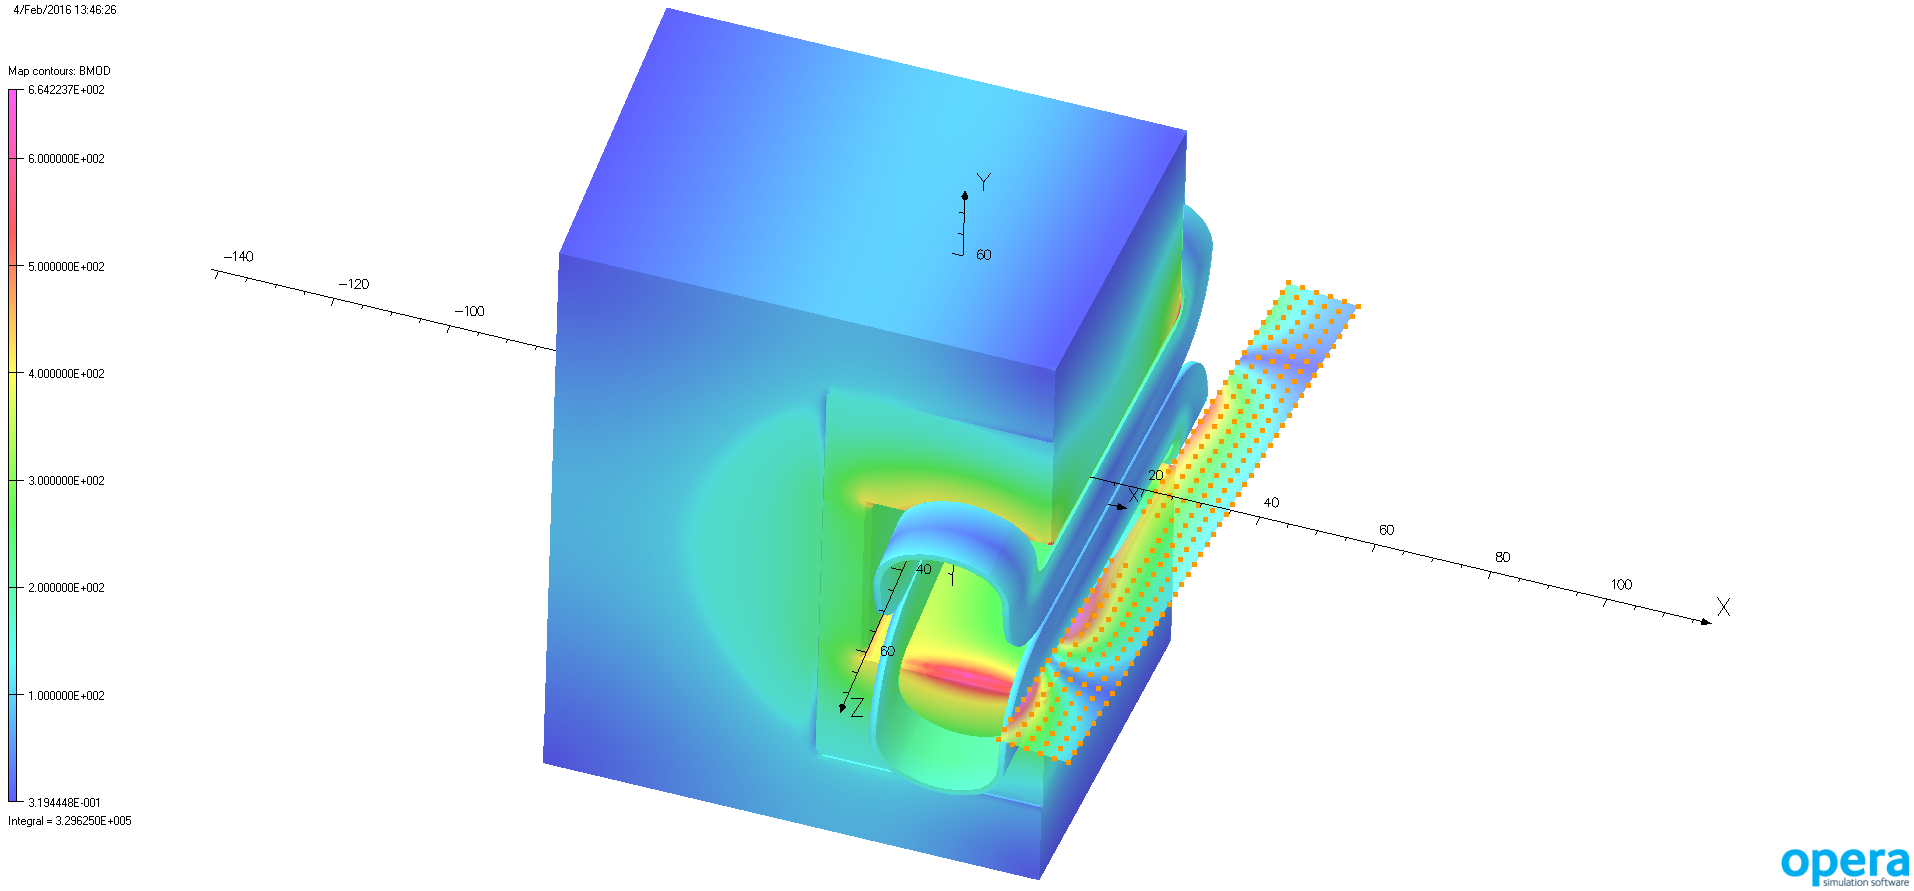 4/Feb/2016 13:46:26
Map contours: BMOD
6.642237E+002
6.000000E+002
5.000000E+002
4.000000E+002
3.000000E+002
2.000000E+002
1.000000E+002
3.194448E-001
Integral = 3.296250E+005
Y
60
-140
-120
-100
20
X
40
60
80
100
X
40
60
Z
opera
simulation software